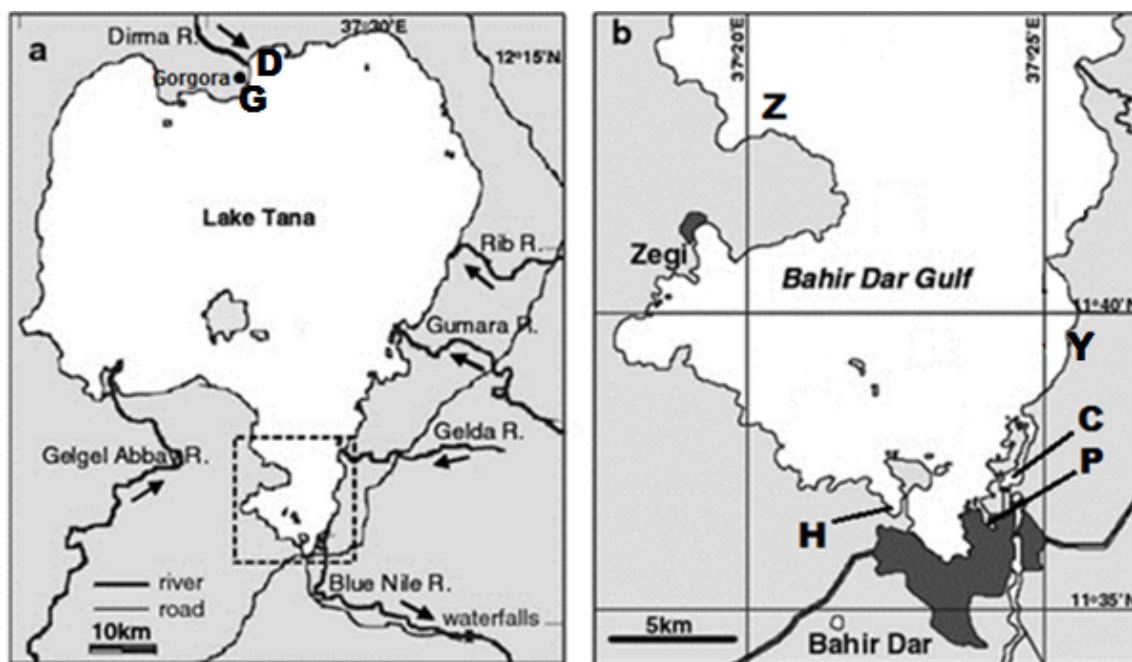 a
37°30'E
12°15'N
Dirma R.
D
Gorgora
G
Lake Tana
Rib R.
Gumara R.
Gelda R.
Gelgel Abbay R.
Blue Nile R.
waterfalls
river
road
10km
b
37°20'E
37°25'E
Z
Zegi
Bahir Dar Gulf
11°40'N
Y
C
P
H
11°35'N
5km
Bahir Dar